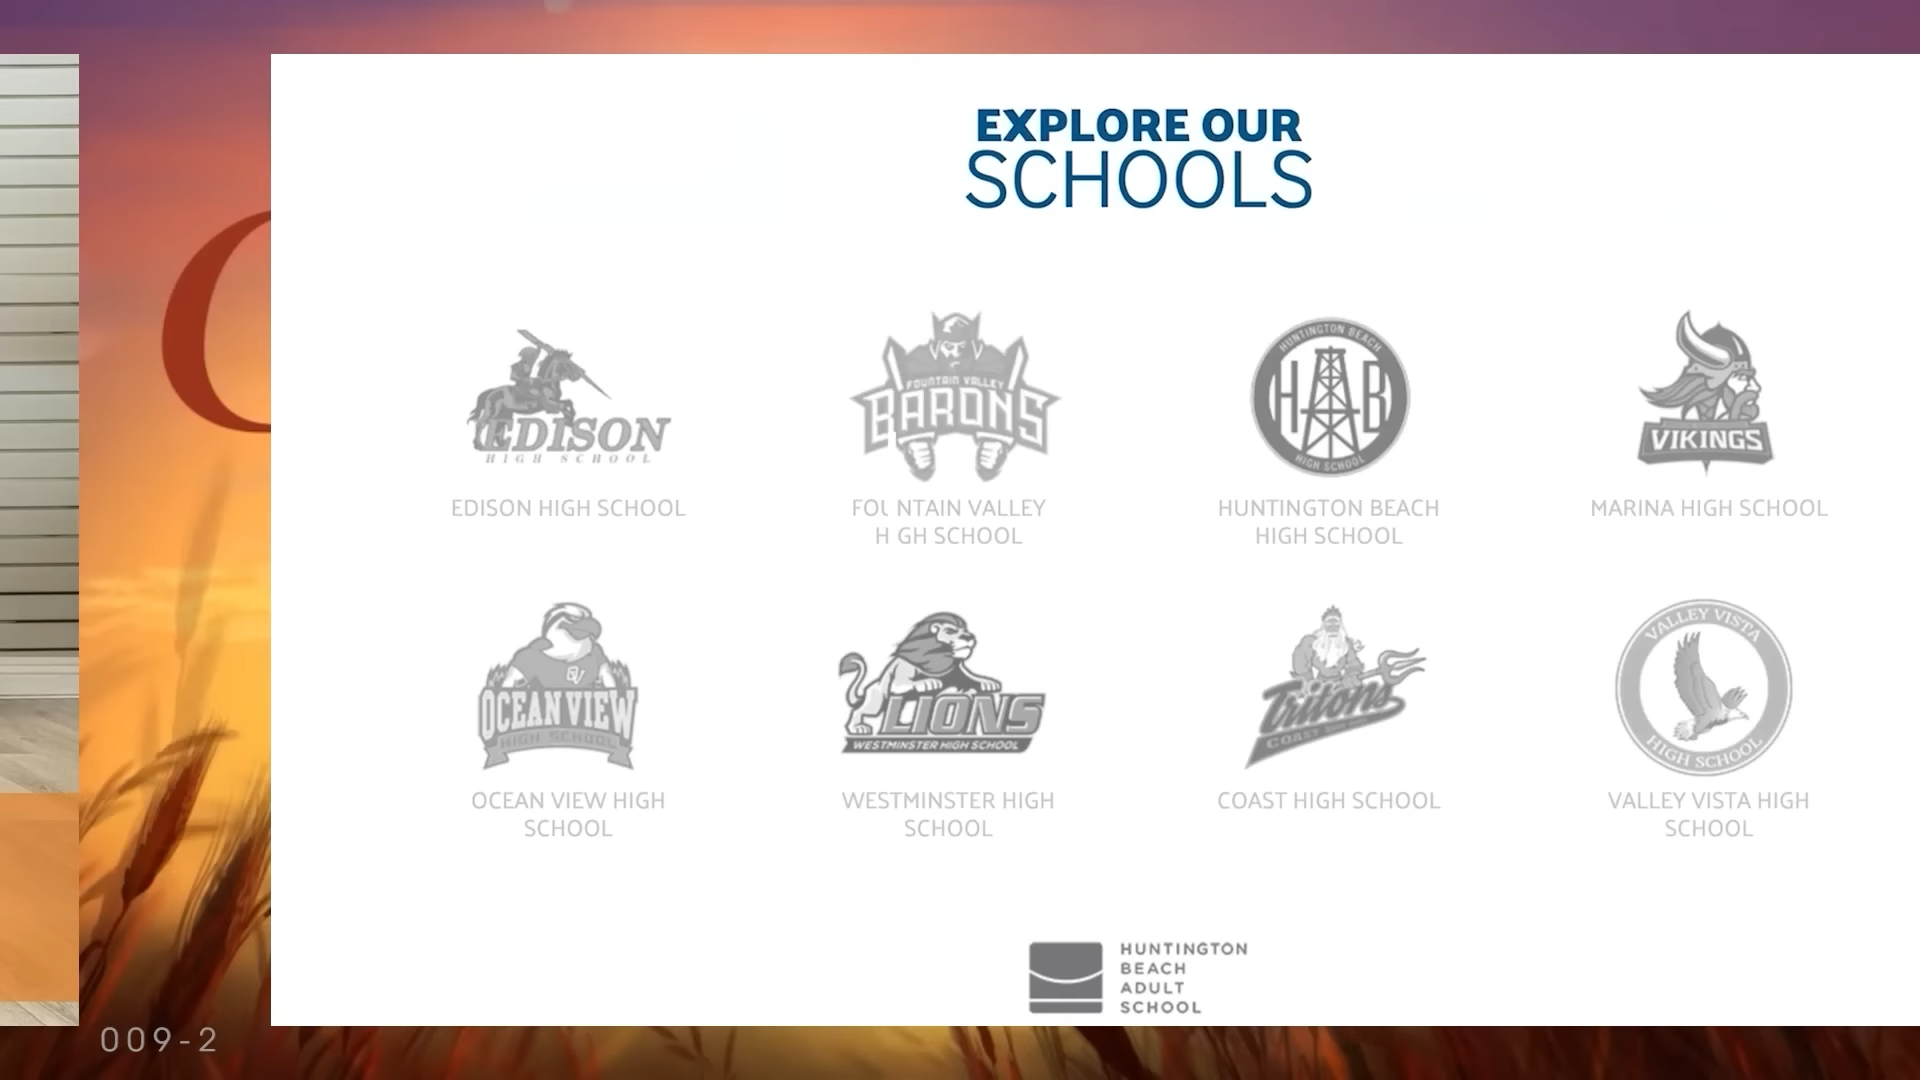 EXPLORE OUR
SCHOOLS
EDISON
HIGH SCHOOL
EDISON HIGH SCHOOL
FOUNTAIN VALLEY
BARONS
FOU NTAIN VALLEY
H GH SCHOOL
HUNTINGTON BEACH
H B
HIGH SCHOOL
HUNTINGTON BEACH
HIGH SCHOOL
VIKINGS
MARINA HIGH SCHOOL
OV
OCEAN VIEW
HIGH SCHOOL
OCEAN VIEW HIGH
SCHOOL
LIONS
WESTMINSTER HIGH SCHOOL
WESTMINSTER HIGH
SCHOOL
Tritons
COAST
COAST HIGH SCHOOL
VALLEY VISTA
HIGH SCHOOL
VALLEY VISTA HIGH
SCHOOL
HUNTINGTON
BEACH
ADULT
SCHOOL
009-2